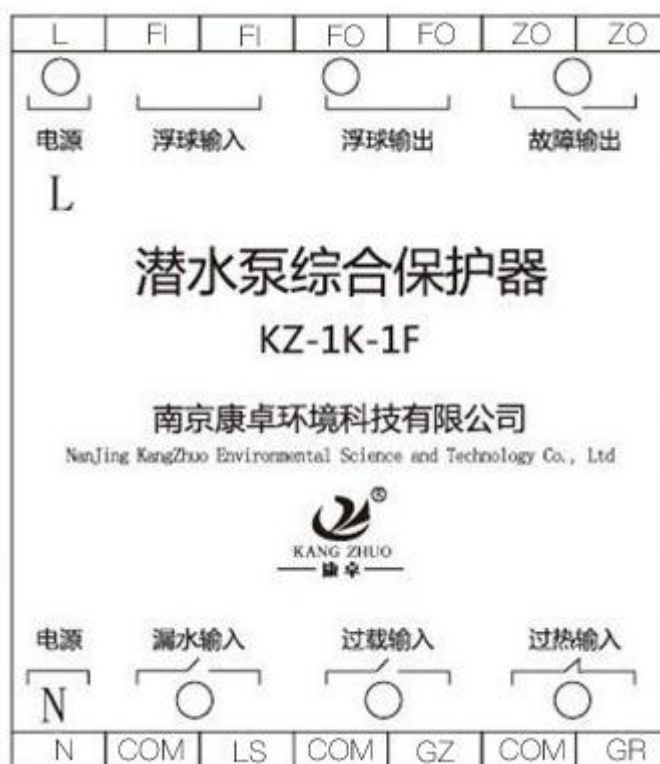 L FI FI FO FO ZO ZO
电源 浮球输入 浮球输出 故障输出
L
潜水泵综合保护器
KZ-1K-1F
南京康卓环境科技有限公司
NanJing KangZhuo Environmental Science and Technology Co., Ltd
®
KANG ZHUO
康卓
电源 漏水输入 过载输入 过热输入
N
N COM LS COM GZ COM GR